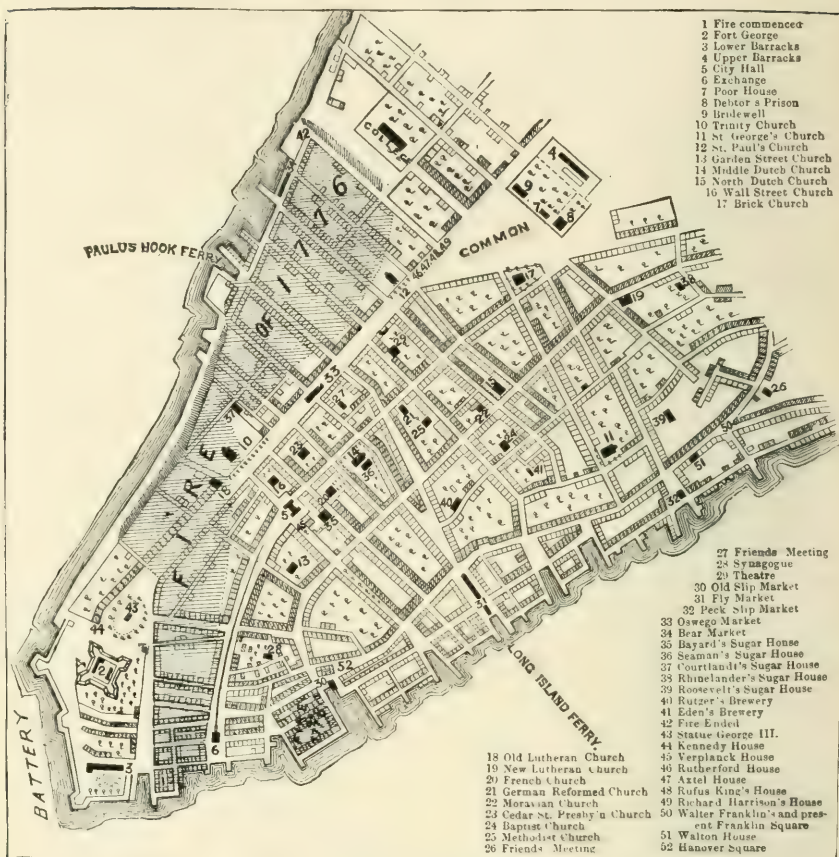 1 Fire commenced
2 Fort George
3 Lower Barracks
4 Upper Barracks
5 City Hall
6 Exchange
7 Poor House
8 Debtor's Prison
9 Bridewell
10 Trinity Church
11 St George's Church
12 St. Paul's Church
13 Garden Street Church
14 Middle Dutch Church
15 North Dutch Church
16 Wall Street Church
17 Brick Church
COLLEGE
COMMON
PAULUS HOOK FERRY
FIRE OF 1776
BATTERY
LONG ISLAND FERRY.
27 Friends Meeting
28 Synagogue
29 Theatre
30 Old Slip Market
31 Fly Market
32 Peck Slip Market
33 Oswego Market
34 Bear Market
35 Bayard's Sugar House
36 Seaman's Sugar House
37 Courtlandt's Sugar House
38 Rhinelander's Sugar House
39 Roosevelt's Sugar House
40 Rutger's Brewery
41 Eden's Brewery
42 Fire Ended
43 Statue George III.
44 Kennedy House
45 Verplanck House
46 Rutherford House
47 Axtel House
48 Rufus King's House
49 Richard Harrison's House
50 Walter Franklin's and pres-
ent Franklin Square
51 Walton House
52 Hanover Square
18 Old Lutheran Church
19 New Lutheran Church
20 French Church
21 German Reformed Church
22 Moravian Church
23 Cedar St. Presby'n Church
24 Baptist Church
25 Methodist Church
26 Friends Meeting